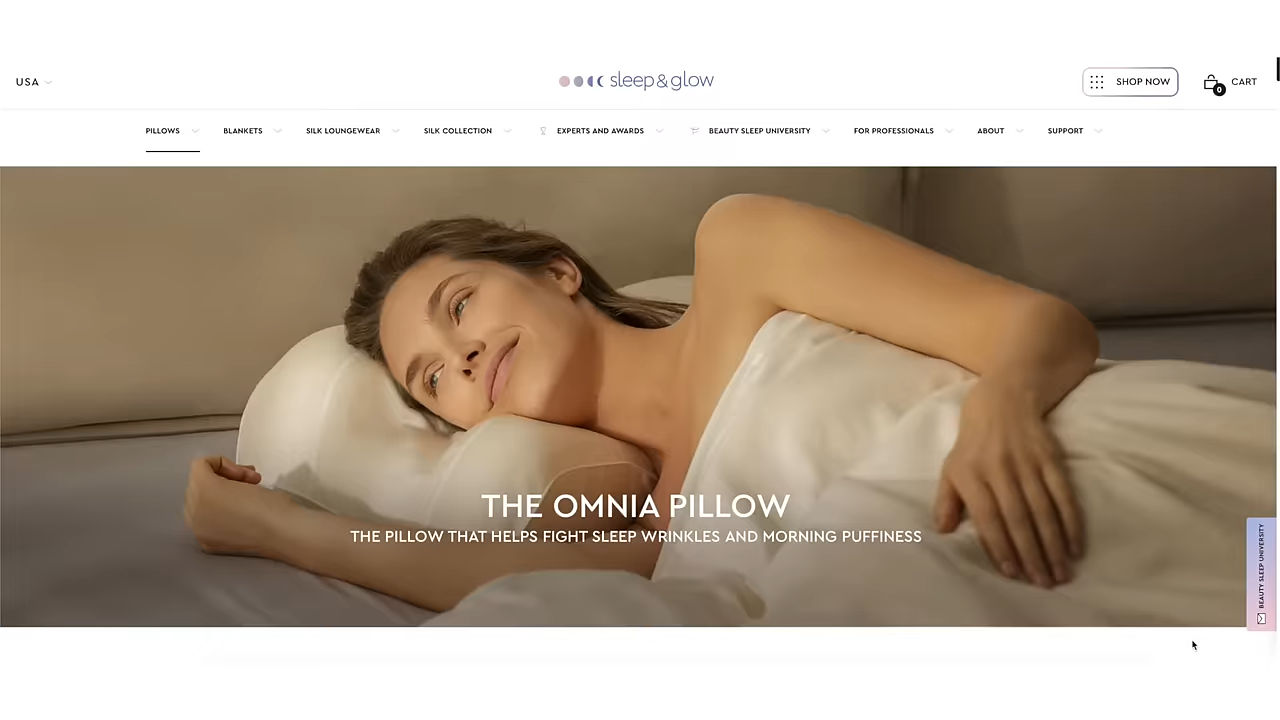 USA
sleep&glow
SHOP NOW
0
CART
PILLOWS
BLANKETS
SILK LOUNGEWEAR
SILK COLLECTION
EXPERTS AND AWARDS
BEAUTY SLEEP UNIVERSITY
FOR PROFESSIONALS
ABOUT
SUPPORT
THE OMNIA PILLOW
THE PILLOW THAT HELPS FIGHT SLEEP WRINKLES AND MORNING PUFFINESS
BEAUTY SLEEP UNIVERSITY